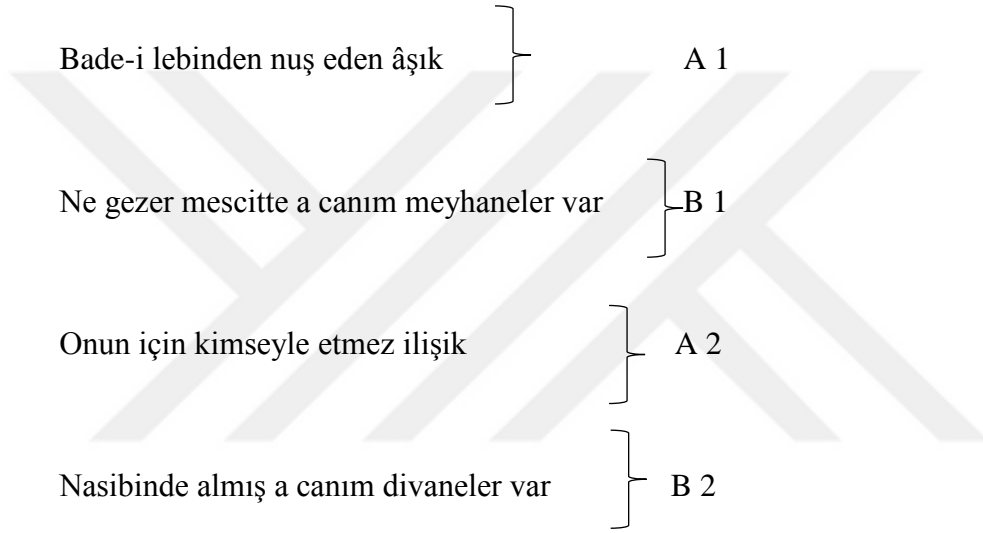 Bade-i lebinden nuş eden âşık A 1
Ne gezer mescitte a canım meyhaneler var B 1
Onun için kimseyle etmez ilişik A 2
Nasibinde almış a canım divaneler var B 2